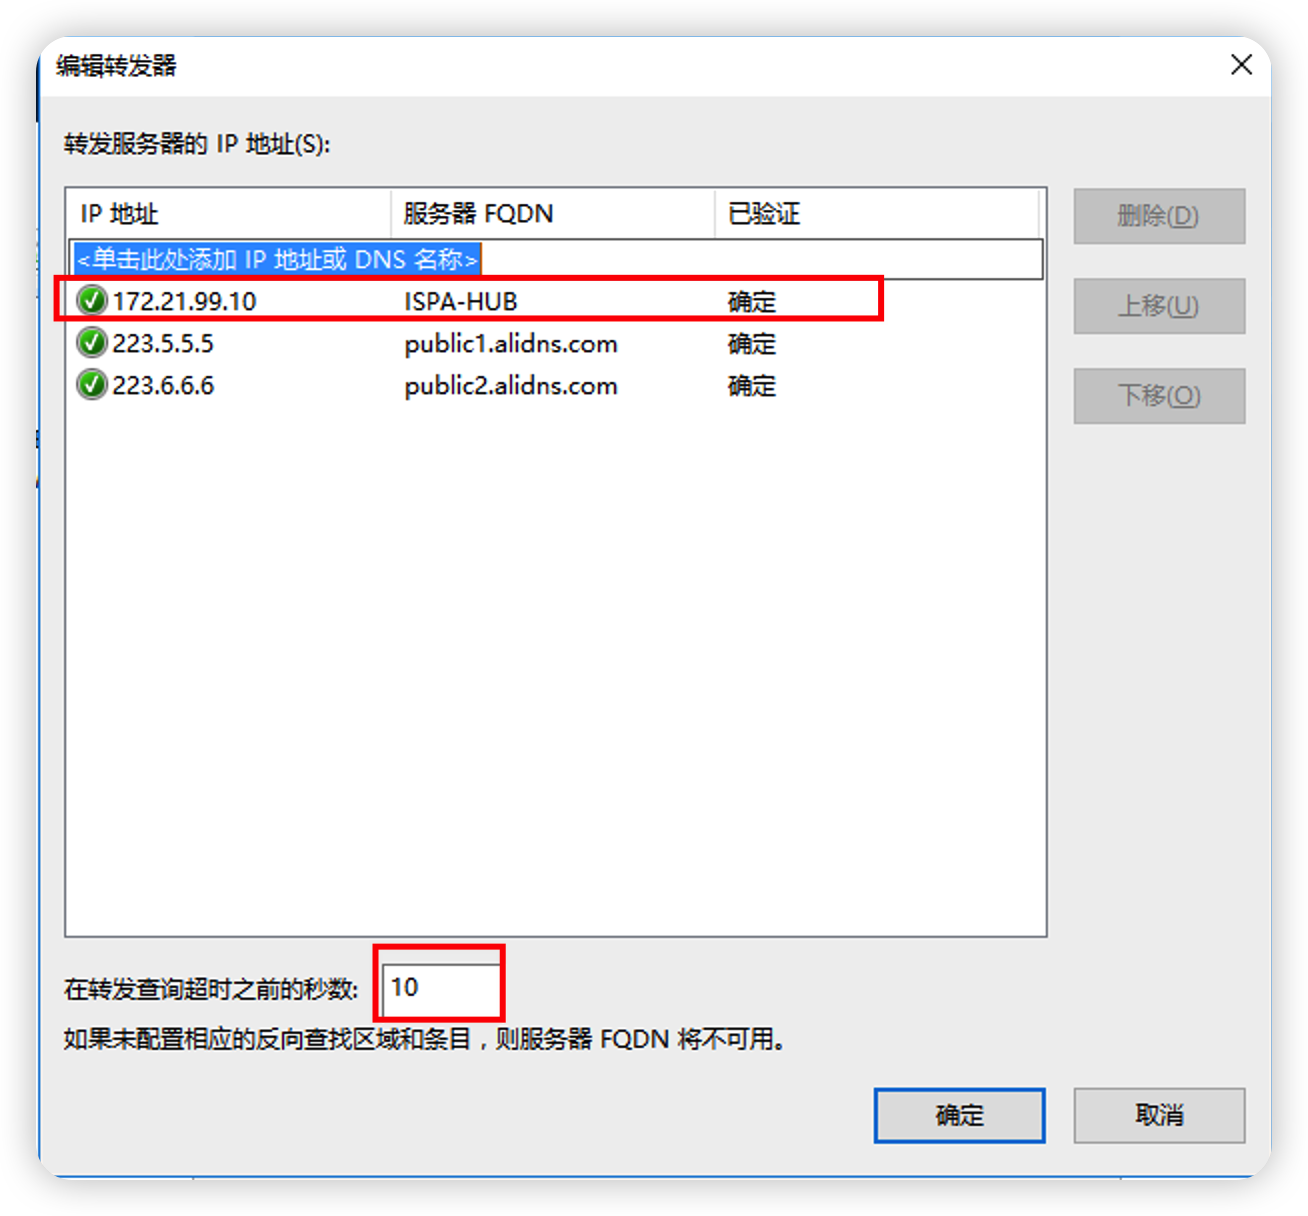 编辑转发器
转发服务器的 IP 地址(S):
IP 地址 服务器 FQDN 已验证
<单击此处添加 IP 地址或 DNS 名称>
172.21.99.10 ISPA-HUB 确定
223.5.5.5 public1.alidns.com 确定
223.6.6.6 public2.alidns.com 确定
删除(D)
上移(U)
下移(O)
在转发查询超时之前的秒数: 10
如果未配置相应的反向查找区域和条目，则服务器 FQDN 将不可用。
确定 取消